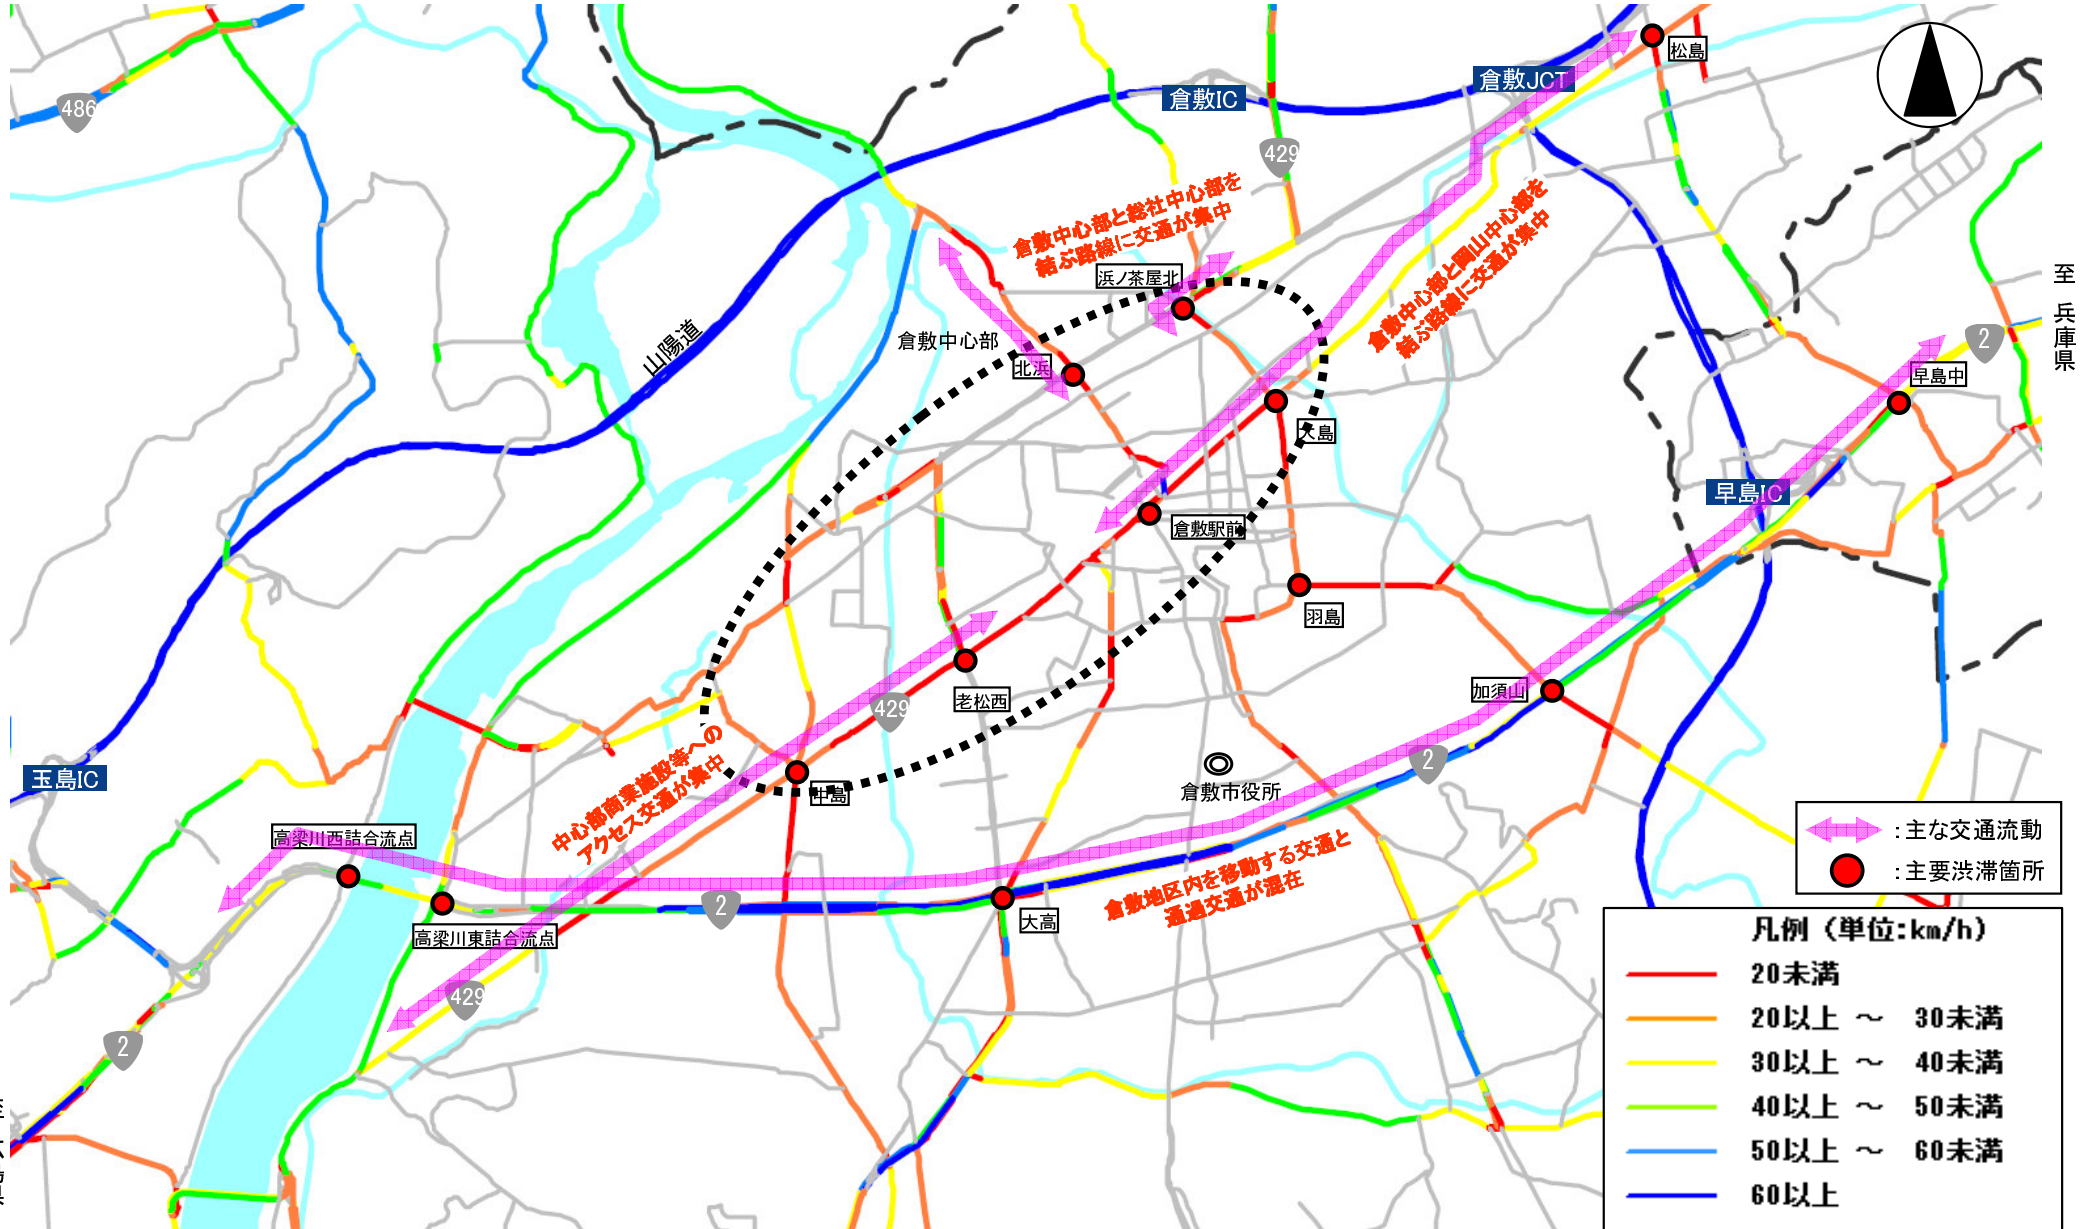 松島
倉敷JCT
倉敷IC
486
429
倉敷中心部と総社中心部を
結ぶ路線に交通が集中
倉敷中心部と岡山中心部を
結ぶ路線に交通が集中
至 兵庫県
浜ノ茶屋北
山陽道
倉敷中心部
北浜
2
早島中
大島
早島IC
倉敷駅前
羽島
加須山
老松西
429
2
中心部商業施設等への
アクセス交通が集中
倉敷市役所
玉島IC
中島
高梁川西詰合流点
:主な交通流動
:主要渋滞箇所
倉敷地区内を移動する交通と
通過交通が混在
2
大高
高梁川東詰合流点
429
2
凡例(単位:km/h)
20未満
20以上 ～ 30未満
30以上 ～ 40未満
40以上 ～ 50未満
50以上 ～ 60未満
60以上